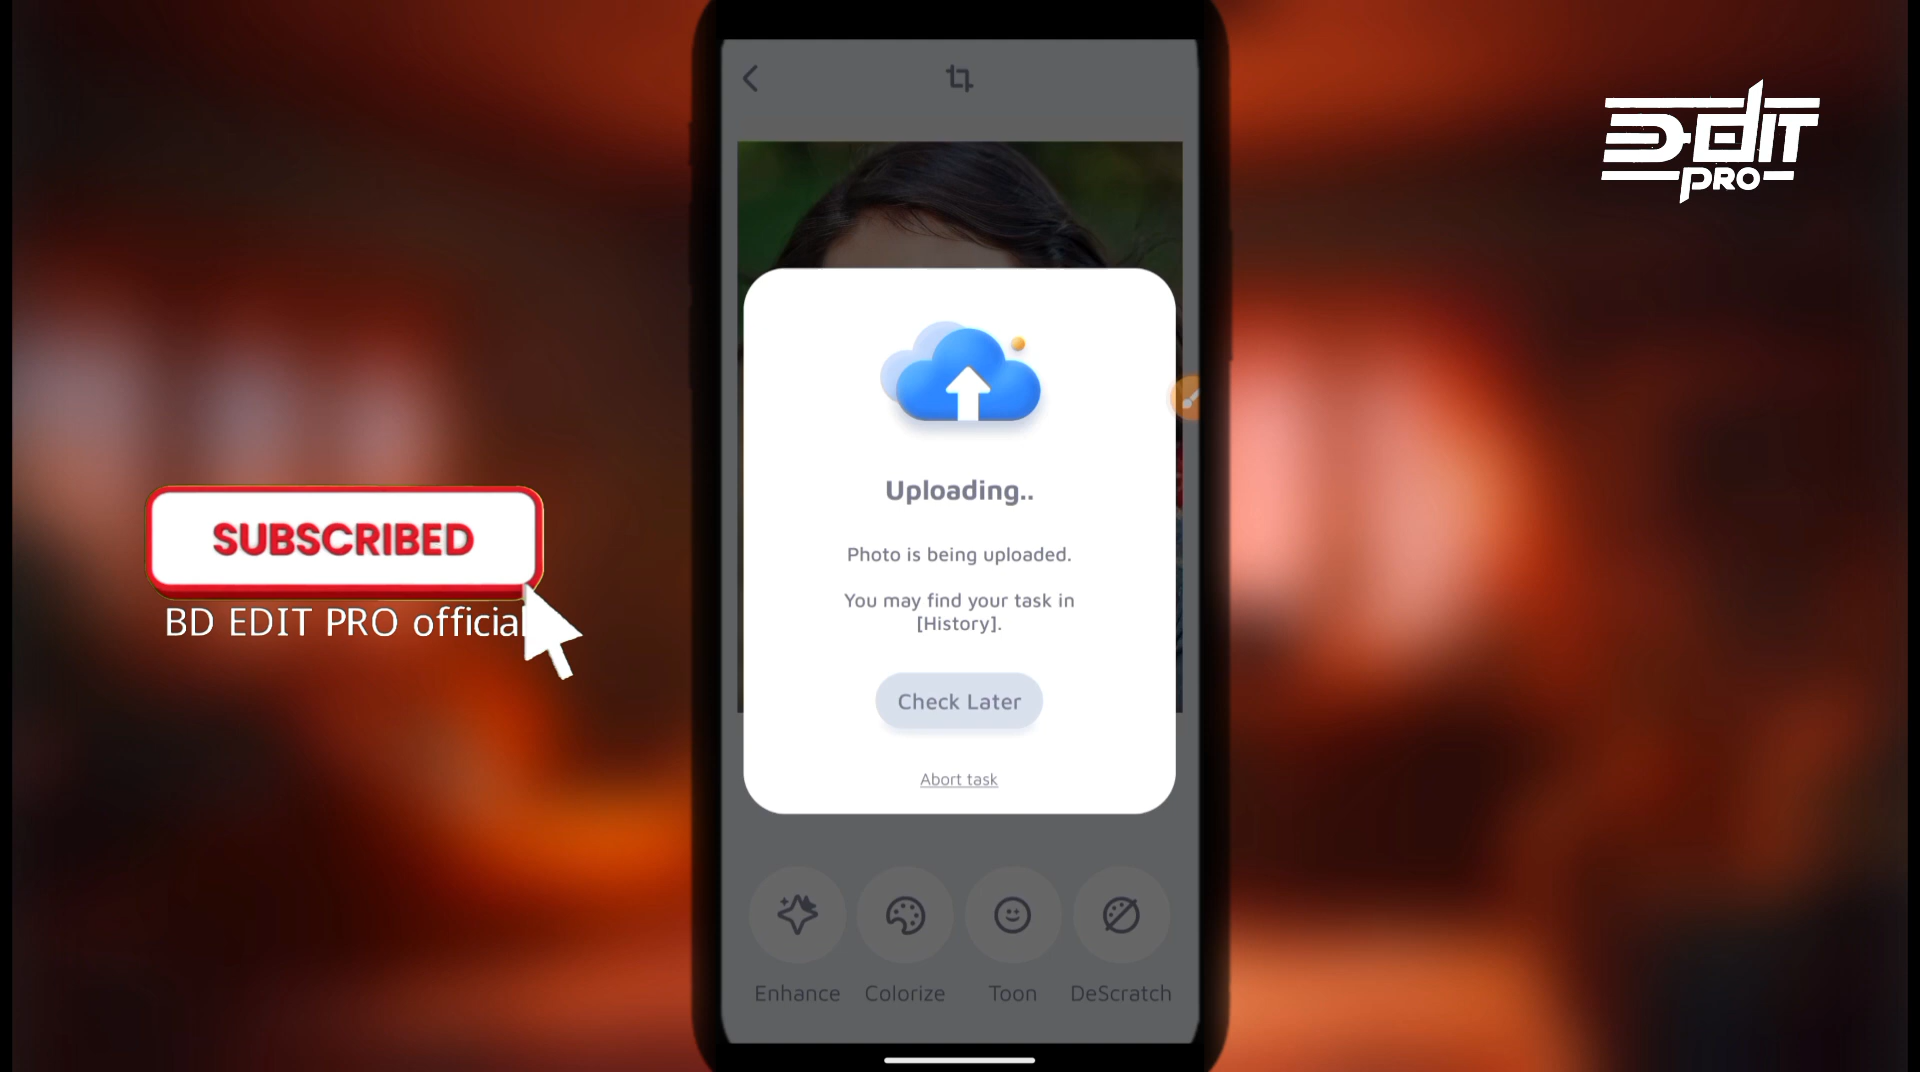 EDIT
PRO
Uploading..
SUBSCRIBED
Photo is being uploaded.
You may find your task in
[History].
BD EDIT PRO official
Check Later
Abort task
Enhance Colorize Toon DeScratch